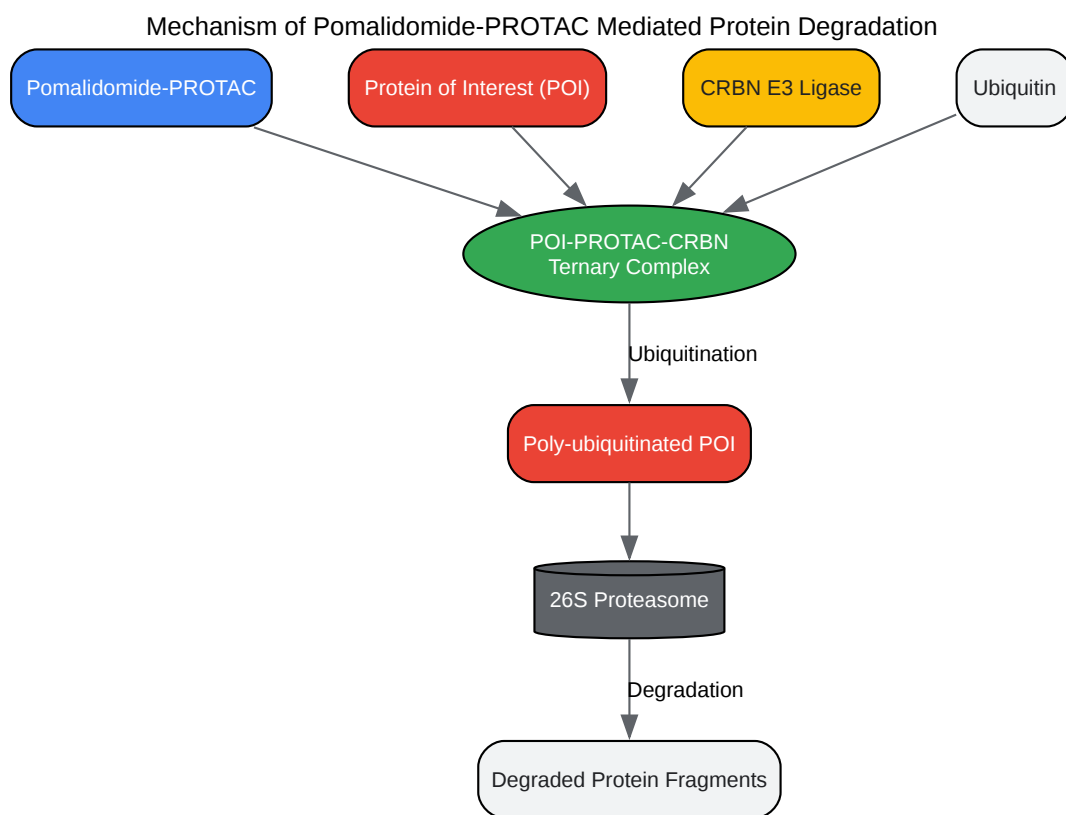 Mechanism of Pomalidomide-PROTAC Mediated Protein Degradation
Pomalidomide-PROTAC
Protein of Interest (POI)
CRBN E3 Ligase
Ubiquitin
POI-PROTAC-CRBN
Ternary Complex
Ubiquitination
Poly-ubiquitinated POI
26S Proteasome
Degradation
Degraded Protein Fragments